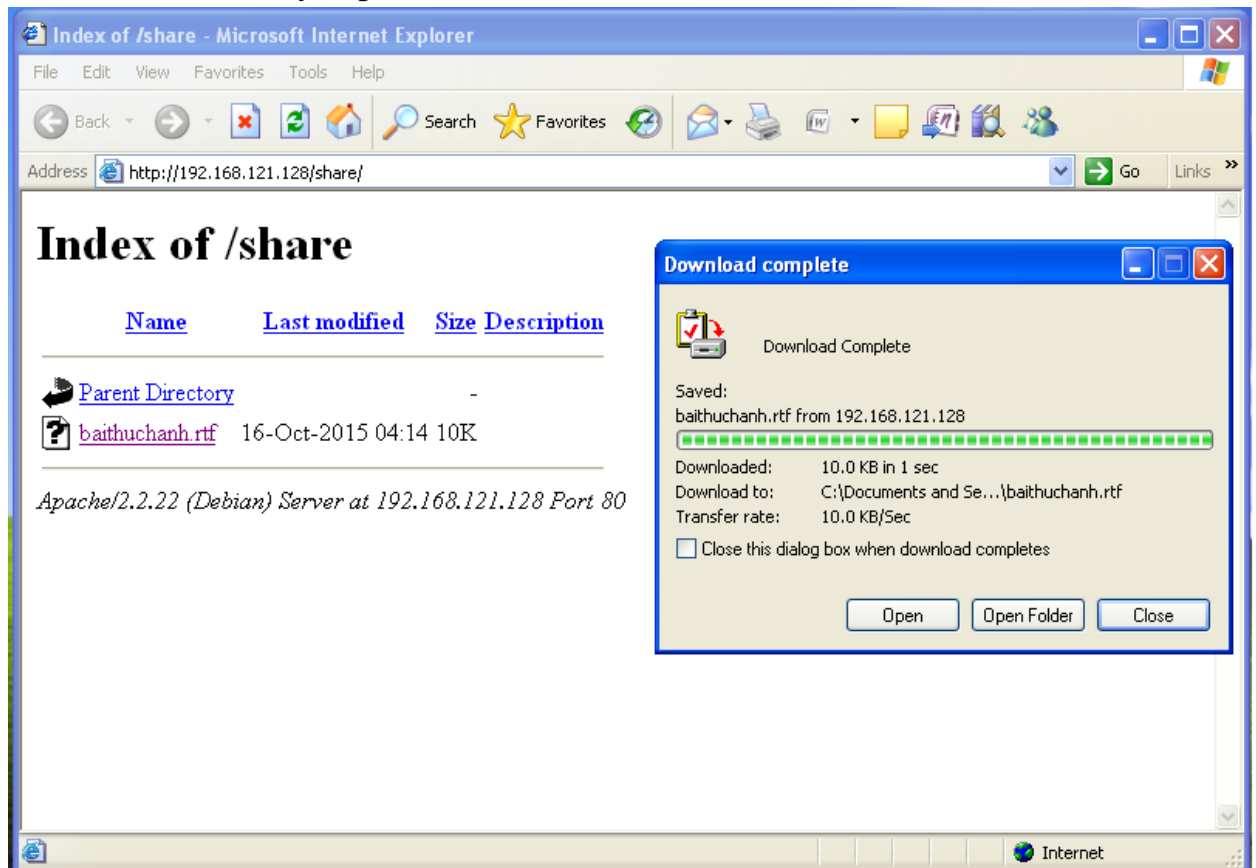 Index of /share - Microsoft Internet Explorer
File Edit View Favorites Tools Help
Back Search Favorites
Address http://192.168.121.128/share/ Go Links »
Index of /share
Name Last modified Size Description
Parent Directory -
baithuchanh.rtf 16-Oct-2015 04:14 10K
Apache/2.2.22 (Debian) Server at 192.168.121.128 Port 80
Download complete
Download Complete
Saved:
baithuchanh.rtf from 192.168.121.128
Downloaded: 10.0 KB in 1 sec
Download to: C:\Documents and Se...\baithuchanh.rtf
Transfer rate: 10.0 KB/Sec
Close this dialog box when download completes
Open Open Folder Close
Internet